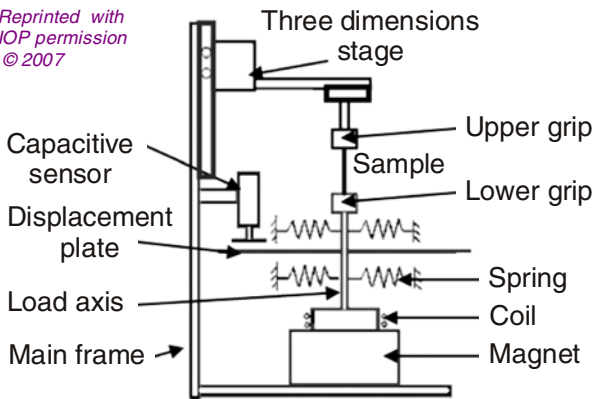 Reprinted with
IOP permission
© 2007
Three dimensions
stage
Upper grip
Sample
Lower grip
Capacitive
sensor
Displacement
plate
Spring
Load axis
Coil
Main frame
Magnet